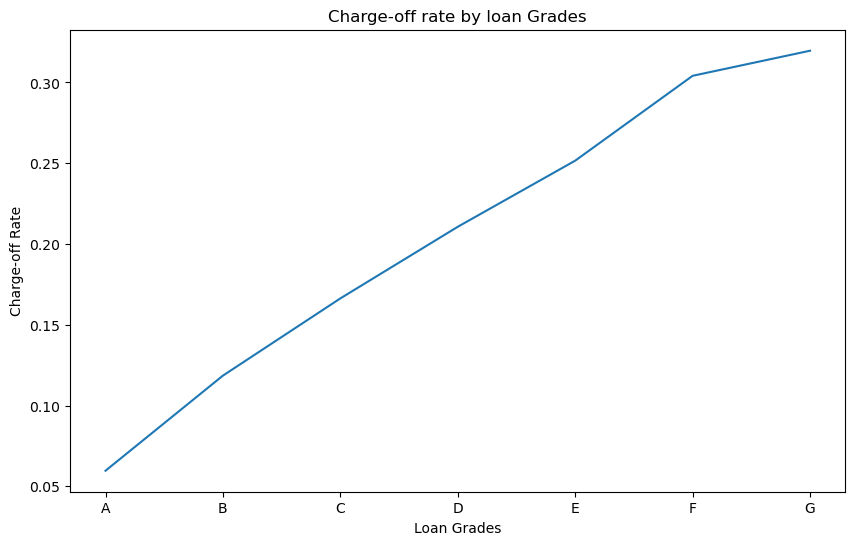 Charge-off rate by loan Grades
Charge-off Rate
0.30
0.25
0.20
0.15
0.10
0.05
A B C D E F G
Loan Grades